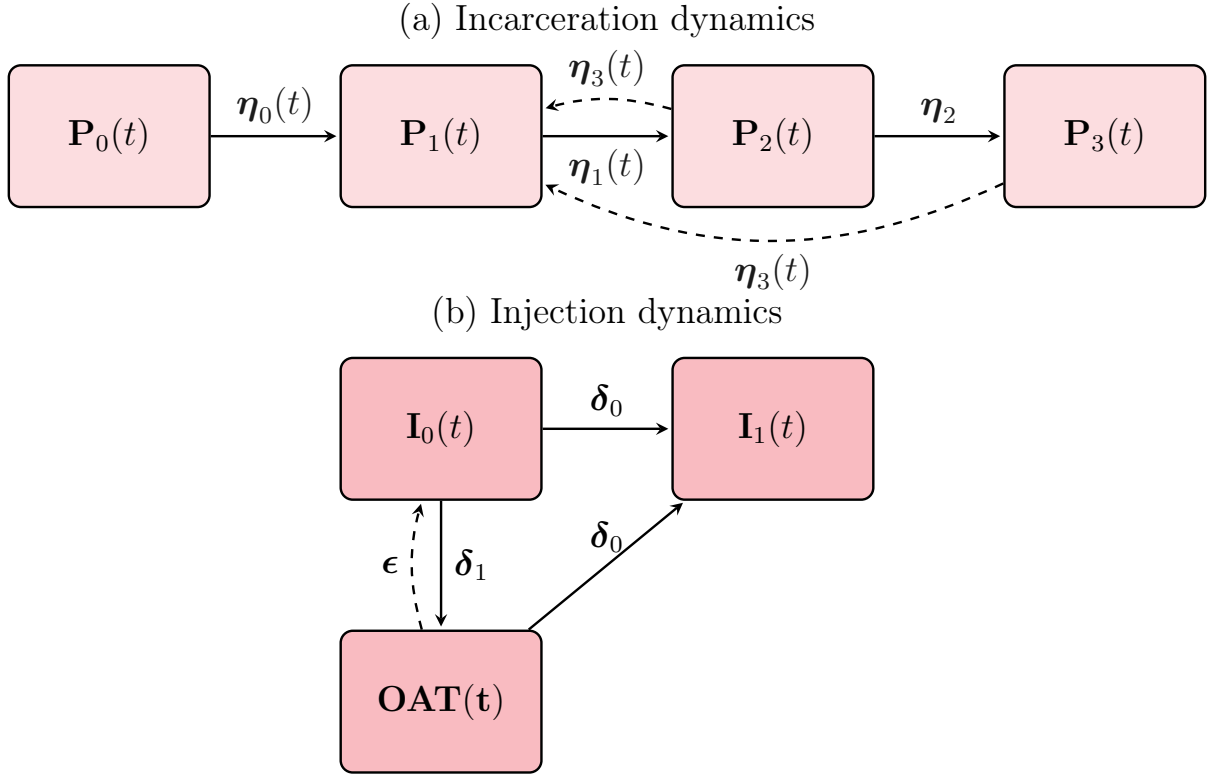 (a) Incarceration dynamics
η₃(t)
η₀(t)
η₂
P₀(t)
P₁(t)
P₂(t)
P₃(t)
η₁(t)
η₃(t)
(b) Injection dynamics
δ₀
I₀(t)
I₁(t)
δ₀
ϵ
δ₁
OAT(t)